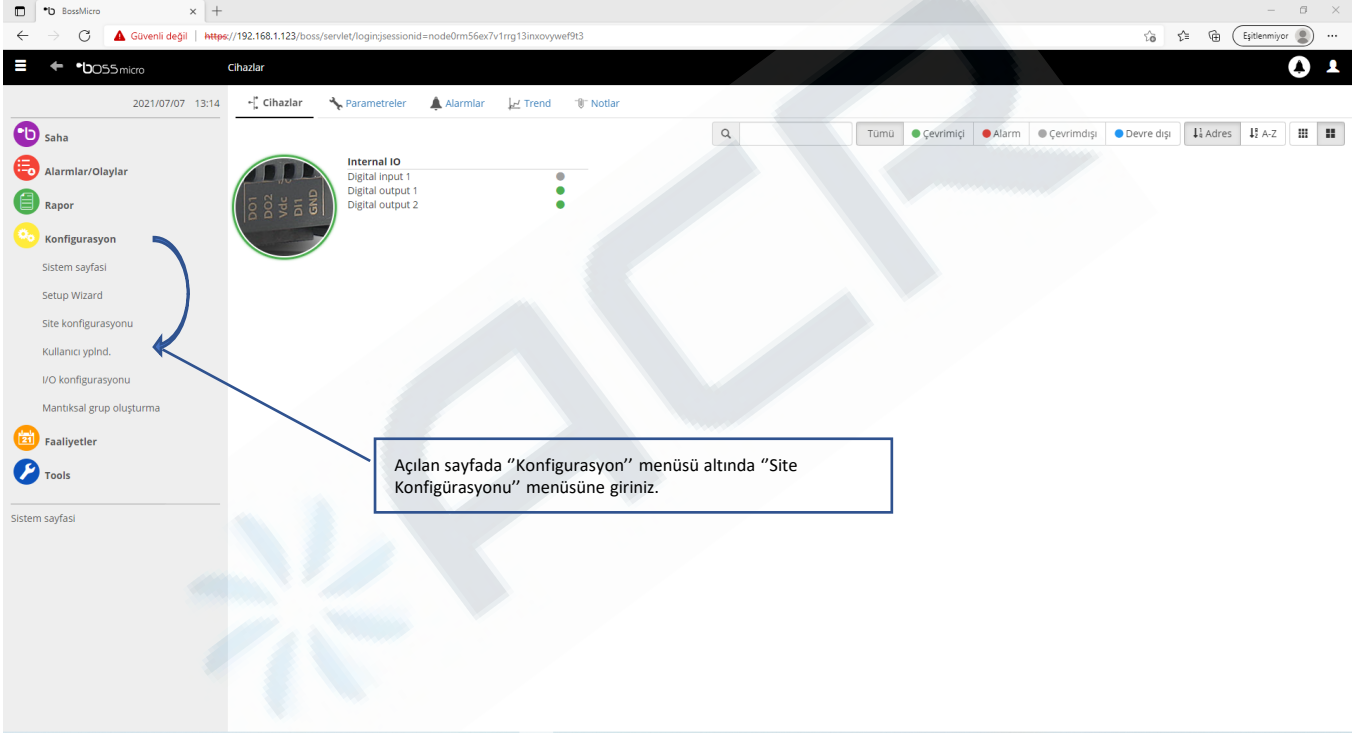 BossMicro
Güvenli değil
https://192.168.1.123/boss/servlet/login;jsessionid=node0rm56ex7v1rrg13inxovywef9t3
Eşitlenmiyor
boss micro
Cihazlar
2021/07/07 13:14
Cihazlar
Parametreler
Alarmlar
Trend
Notlar
Tümü
Çevrimiçi
Alarm
Çevrimdışı
Devre dışı
Adres
A-Z
Saha
Alarmlar/Olaylar
Rapor
Konfigurasyon
Sistem sayfasi
Setup Wizard
Site konfigurasyonu
Kullanıcı yplnd.
I/O konfigurasyonu
Mantıksal grup oluşturma
Faaliyetler
Tools
Sistem sayfasi
DO1
DO2
Vdc
DI1
GND
Internal IO
Digital input 1
Digital output 1
Digital output 2
Açılan sayfada ‘’Konfigurasyon’’ menüsü altında ‘’Site
Konfigürasyonu’’ menüsüne giriniz.
21
ACR